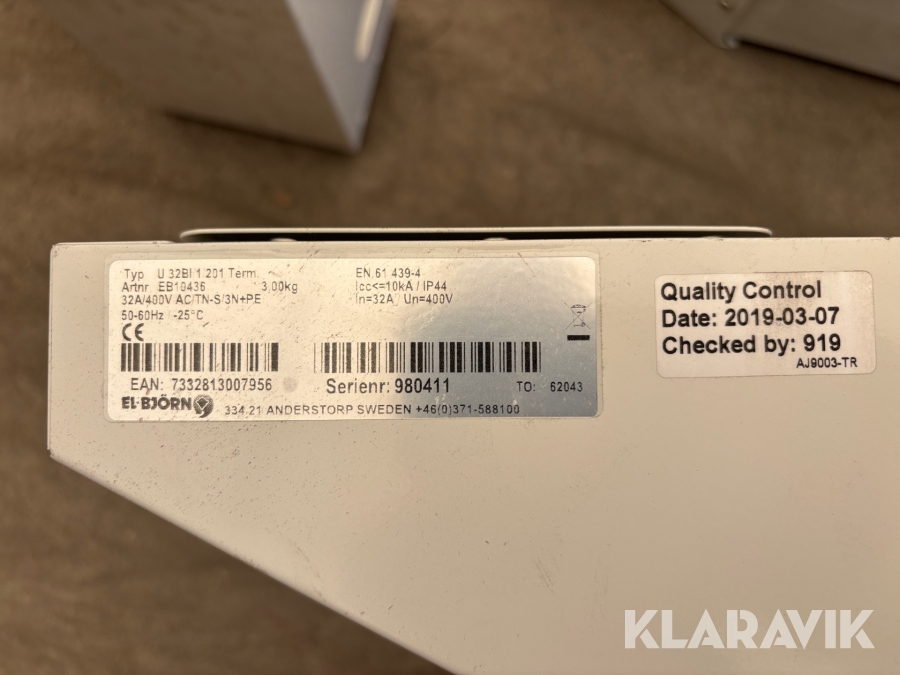 Typ U 32BI 1.201 Term.
Artnr EB10436 3,00kg
32A/400V AC/TN-S/3N+PE
50-60Hz -25°C
CE
EN 61 439-4
Icc<=10kA / IP44
In=32A Un=400V
EAN: 7332813007956
Serienr: 980411
TO: 62043
EL·BJÖRN
334 21 ANDERSTORP SWEDEN +46(0)371-588100
Quality Control
Date: 2019-03-07
Checked by: 919
AJ9003-TR
KLARAVIK